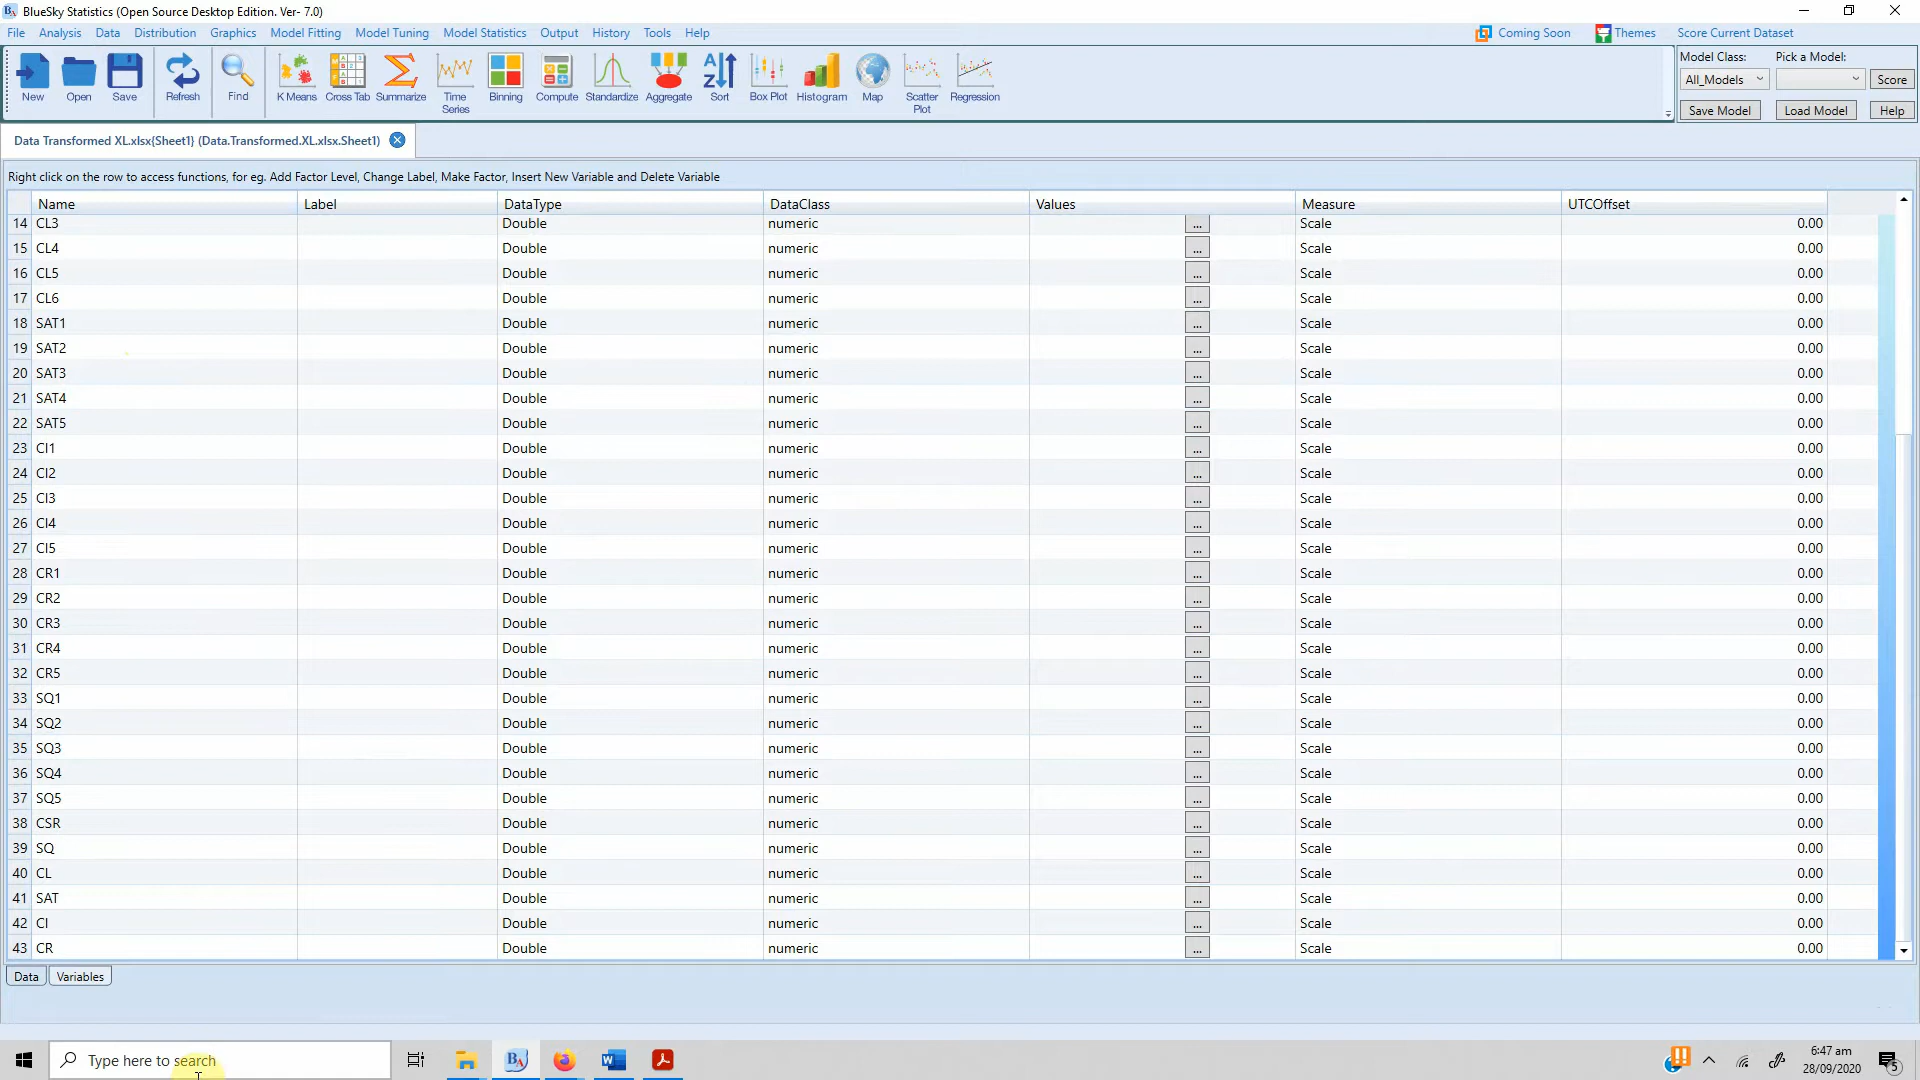 BlueSky Statistics (Open Source Desktop Edition. Ver- 7.0)
File Analysis Data Distribution Graphics Model Fitting Model Tuning Model Statistics Output History Tools Help Coming Soon Themes Score Current Dataset
New Open Save Refresh Find K Means Cross Tab Summarize Time Series Binning Compute Standardize Aggregate Sort Box Plot Histogram Map Scatter Plot Regression
Model Class: Pick a Model:
All_Models Score
Save Model Load Model Help
Data Transformed XL.xlsx{Sheet1} (Data.Transformed.XL.xlsx.Sheet1)
Right click on the row to access functions, for eg. Add Factor Level, Change Label, Make Factor, Insert New Variable and Delete Variable
Name Label DataType DataClass Values Measure UTCOffset
14 CL3 Double numeric ... Scale 0.00
15 CL4 Double numeric ... Scale 0.00
16 CL5 Double numeric ... Scale 0.00
17 CL6 Double numeric ... Scale 0.00
18 SAT1 Double numeric ... Scale 0.00
19 SAT2 Double numeric ... Scale 0.00
20 SAT3 Double numeric ... Scale 0.00
21 SAT4 Double numeric ... Scale 0.00
22 SAT5 Double numeric ... Scale 0.00
23 CI1 Double numeric ... Scale 0.00
24 CI2 Double numeric ... Scale 0.00
25 CI3 Double numeric ... Scale 0.00
26 CI4 Double numeric ... Scale 0.00
27 CI5 Double numeric ... Scale 0.00
28 CR1 Double numeric ... Scale 0.00
29 CR2 Double numeric ... Scale 0.00
30 CR3 Double numeric ... Scale 0.00
31 CR4 Double numeric ... Scale 0.00
32 CR5 Double numeric ... Scale 0.00
33 SQ1 Double numeric ... Scale 0.00
34 SQ2 Double numeric ... Scale 0.00
35 SQ3 Double numeric ... Scale 0.00
36 SQ4 Double numeric ... Scale 0.00
37 SQ5 Double numeric ... Scale 0.00
38 CSR Double numeric ... Scale 0.00
39 SQ Double numeric ... Scale 0.00
40 CL Double numeric ... Scale 0.00
41 SAT Double numeric ... Scale 0.00
42 CI Double numeric ... Scale 0.00
43 CR Double numeric ... Scale 0.00
Data Variables
Type here to search
6:47 am
28/09/2020
5